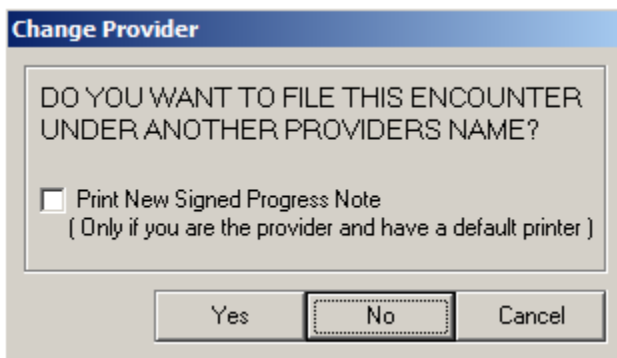 Change Provider
DO YOU WANT TO FILE THIS ENCOUNTER
UNDER ANOTHER PROVIDERS NAME?
Print New Signed Progress Note
( Only if you are the provider and have a default printer )
Yes No Cancel